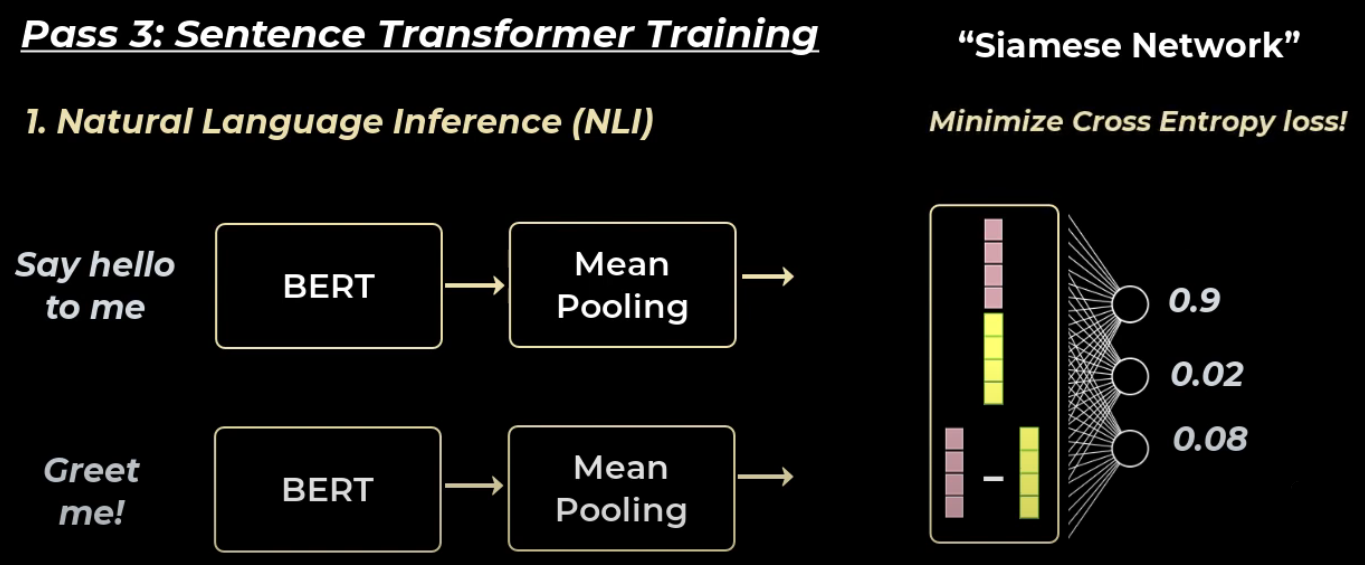 Pass 3: Sentence Transformer Training
“Siamese Network”
1. Natural Language Inference (NLI)
Minimize Cross Entropy loss!
Say hello
to me
BERT
Mean
Pooling
0.9
0.02
0.08
Greet
me!
BERT
Mean
Pooling
–